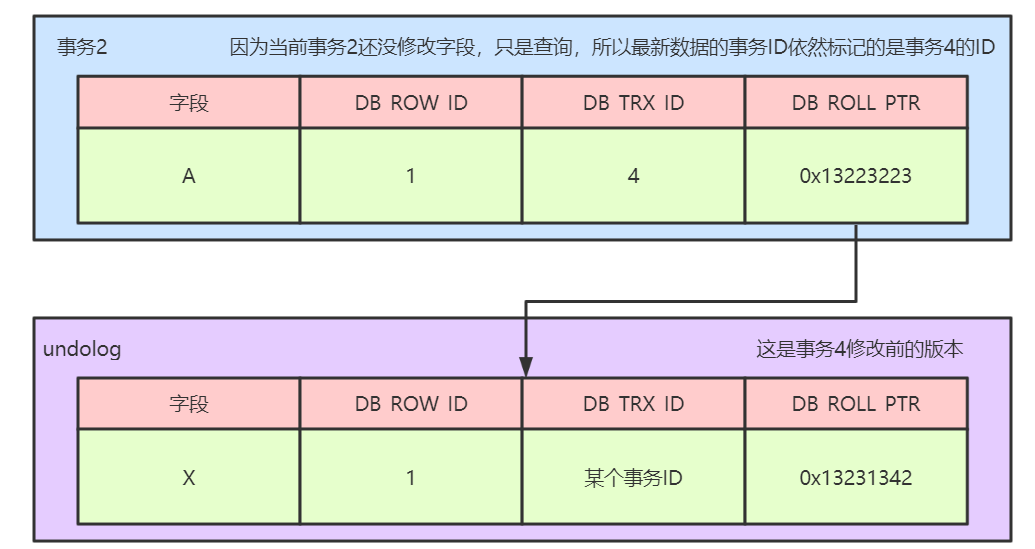 事务2 因为当前事务2还没修改字段，只是查询，所以最新数据的事务ID依然标记的是事务4的ID
字段 DB ROW ID DB TRX ID DB ROLL PTR
A 1 4 0x13223223
undolog 这是事务4修改前的版本
字段 DB ROW ID DB TRX ID DB ROLL PTR
X 1 某个事务ID 0x13231342